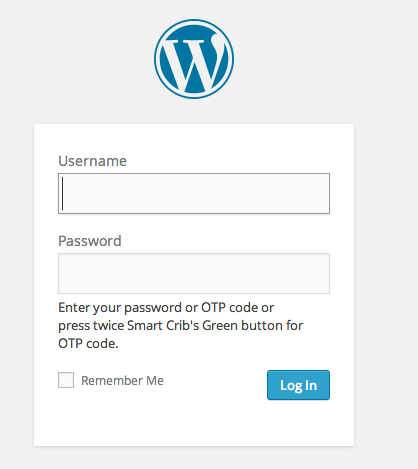 Username
Password
Enter your password or OTP code or
press twice Smart Crib's Green button for
OTP code.
Remember Me
Log In